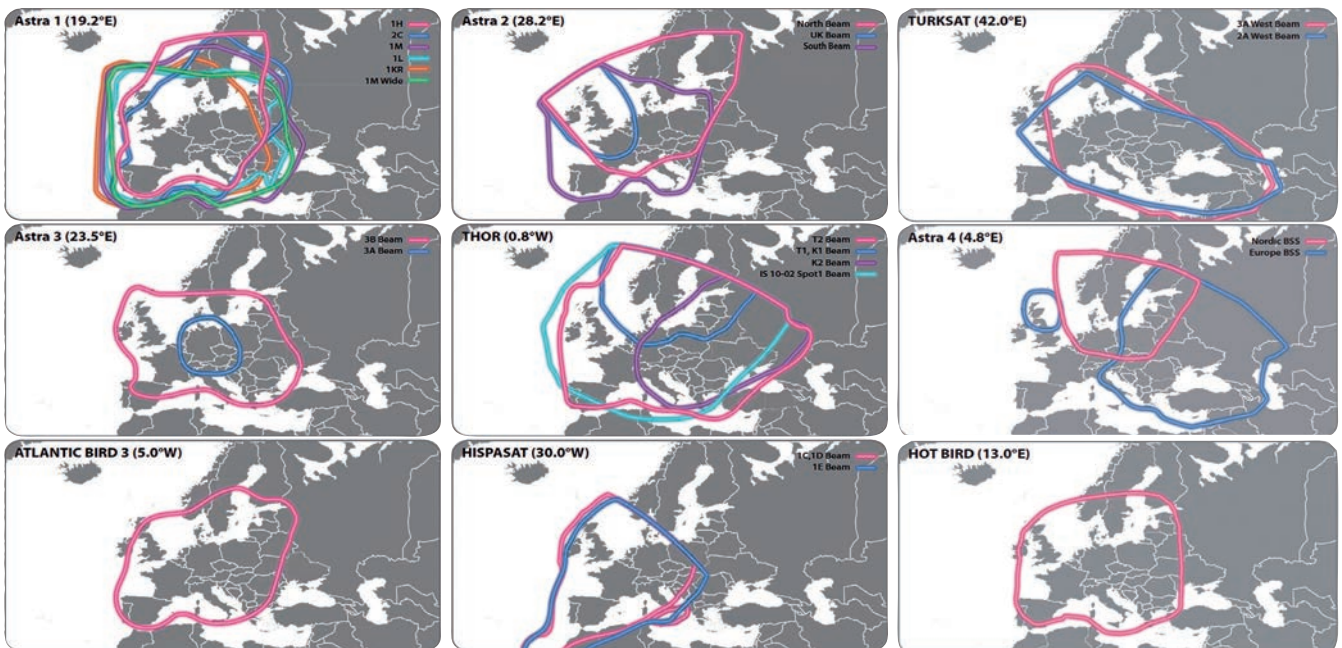 Astra 1 (19.2°E)
1H
2C
1M
1L
1KR
1M Wide
Astra 2 (28.2°E)
North Beam
UK Beam
South Beam
TURKSAT (42.0°E)
3A West Beam
2A West Beam
Astra 3 (23.5°E)
3B Beam
3A Beam
THOR (0.8°W)
T2 Beam
T1, K1 Beam
K2 Beam
IS 10-02 Spot1 Beam
Astra 4 (4.8°E)
Nordic BSS
Europe BSS
ATLANTIC BIRD 3 (5.0°W)
HISPASAT (30.0°W)
1C,1D Beam
1E Beam
HOT BIRD (13.0°E)